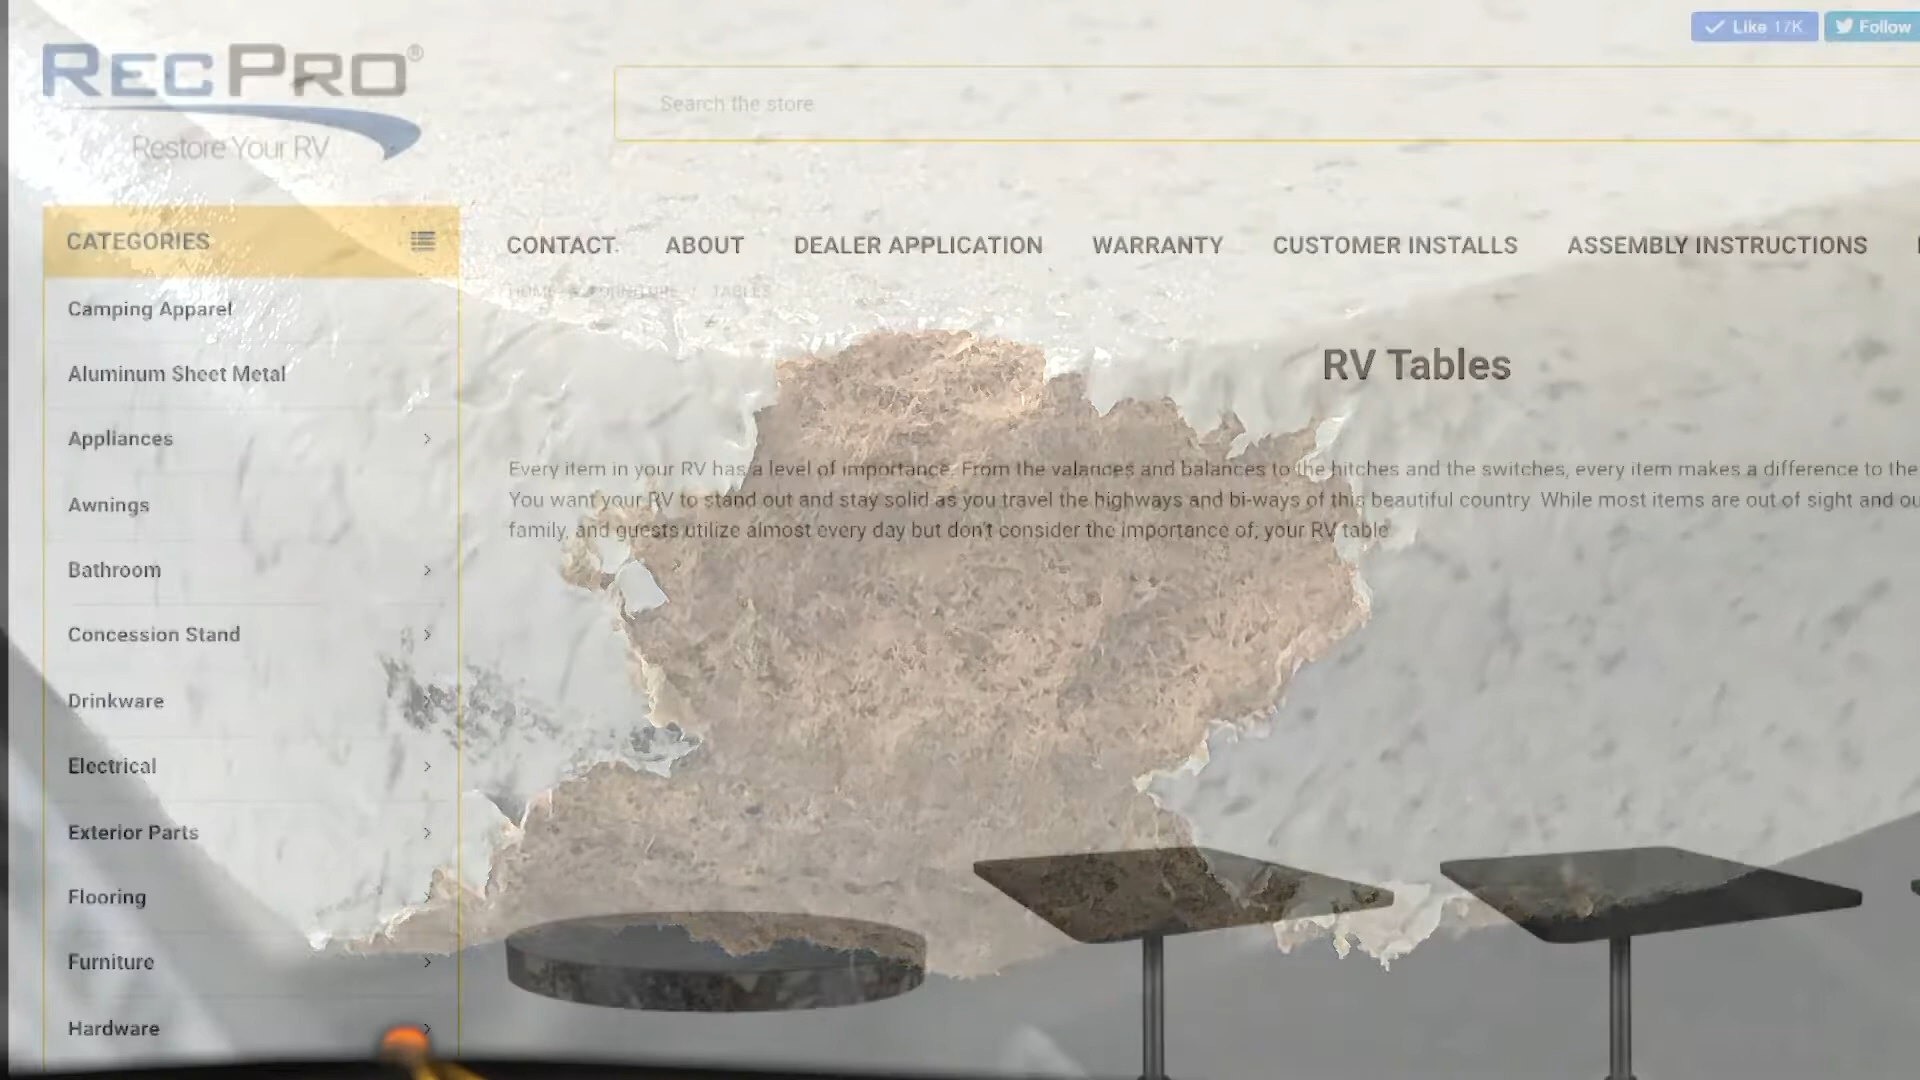 Like 17K
Follow
RECPRO®
Restore Your RV
Search the store
CATEGORIES
CONTACT
ABOUT
DEALER APPLICATION
WARRANTY
CUSTOMER INSTALLS
ASSEMBLY INSTRUCTIONS
HOME / FURNITURE / TABLES
Camping Apparel
Aluminum Sheet Metal
Appliances
Awnings
Bathroom
Concession Stand
Drinkware
Electrical
Exterior Parts
Flooring
Furniture
Hardware
RV Tables
Every item in your RV has a level of importance. From the valances and balances to the hitches and the switches, every item makes a difference to the
You want your RV to stand out and stay solid as you travel the highways and bi-ways of this beautiful country. While most items are out of sight and ou
family, and guests utilize almost every day but don't consider the importance of, your RV table